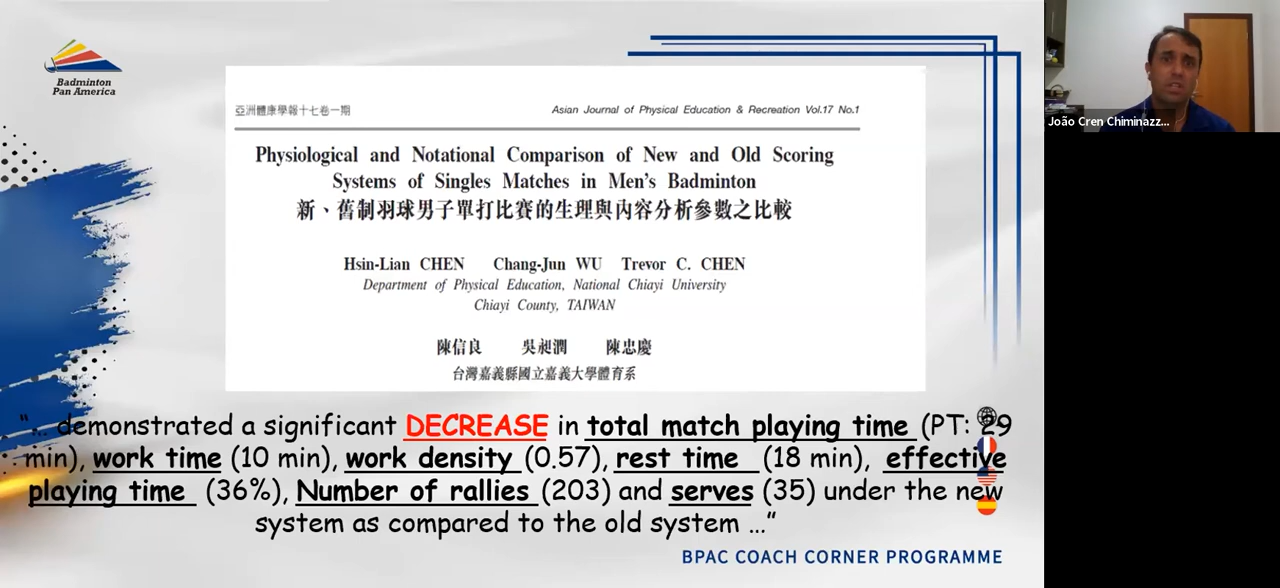 Badminton
Pan America
亞洲體康學報十七卷一期
Asian Journal of Physical Education & Recreation Vol.17 No.1
Physiological and Notational Comparison of New and Old Scoring
Systems of Singles Matches in Men's Badminton
新、舊制羽球男子單打比賽的生理與內容分析參數之比較
Hsin-Lian CHEN Chang-Jun WU Trevor C. CHEN
Department of Physical Education, National Chiayi University
Chiayi County, TAIWAN
陳信良 吳昶潤 陳忠慶
台灣嘉義縣國立嘉義大學體育系
"… demonstrated a significant DECREASE in total match playing time (PT: 29
min), work time (10 min), work density (0.57), rest time (18 min), effective
playing time (36%), Number of rallies (203) and serves (35) under the new
system as compared to the old system …"
BPAC COACH CORNER PROGRAMME
João Cren Chiminazz...